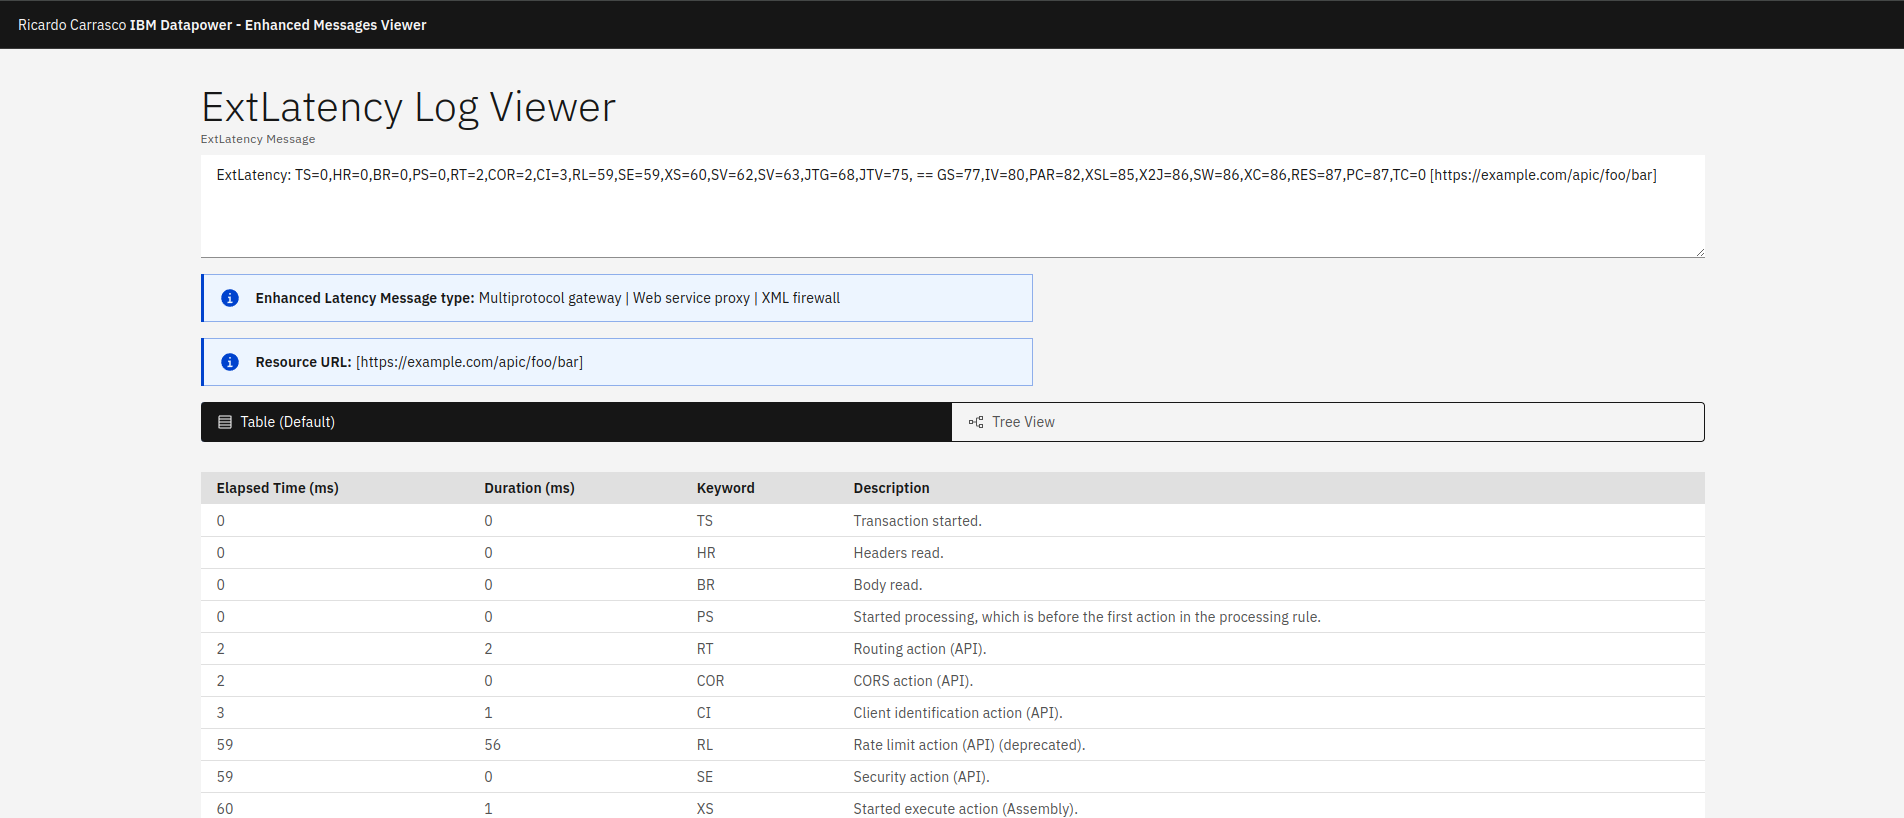 Ricardo Carrasco IBM Datapower - Enhanced Messages Viewer
ExtLatency Log Viewer
ExtLatency Message
ExtLatency: TS=0,HR=0,BR=0,PS=0,RT=2,COR=2,CI=3,RL=59,SE=59,XS=60,SV=62,SV=63,JTG=68,JTV=75, == GS=77,IV=80,PAR=82,XSL=85,X2J=86,SW=86,XC=86,RES=87,PC=87,TC=0 [https://example.com/apic/foo/bar]
Enhanced Latency Message type: Multiprotocol gateway | Web service proxy | XML firewall
Resource URL: [https://example.com/apic/foo/bar]
Table (Default) Tree View
Elapsed Time (ms) Duration (ms) Keyword Description
0 0 TS Transaction started.
0 0 HR Headers read.
0 0 BR Body read.
0 0 PS Started processing, which is before the first action in the processing rule.
2 2 RT Routing action (API).
2 0 COR CORS action (API).
3 1 CI Client identification action (API).
59 56 RL Rate limit action (API) (deprecated).
59 0 SE Security action (API).
60 1 XS Started execute action (Assembly).